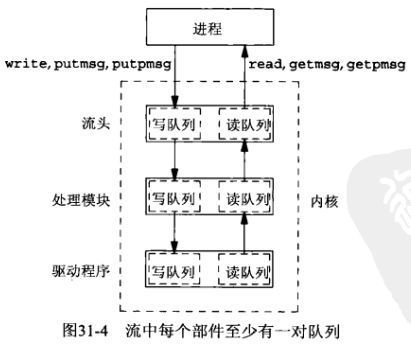 进程
write, putmsg, putpmsg
read, getmsg, getpmsg
流头
写队列
读队列
处理模块
写队列
读队列
内核
驱动程序
写队列
读队列
图31-4 流中每个部件至少有一对队列